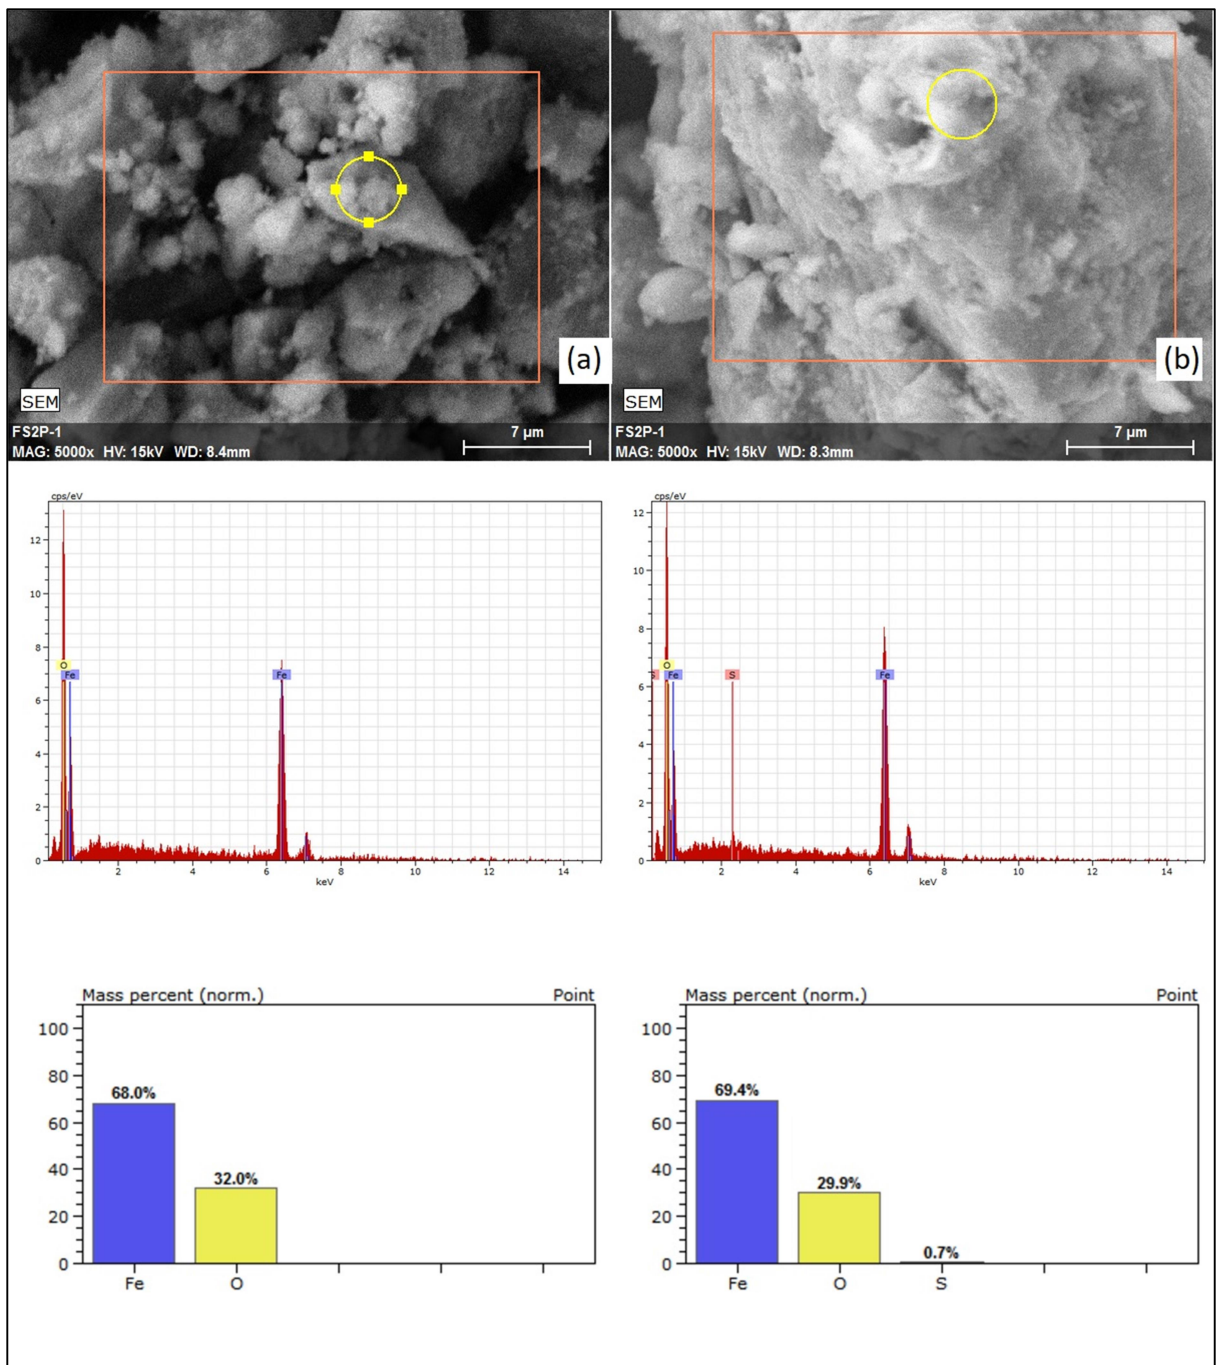 (a)
SEM
FS2P-1
MAG: 5000x HV: 15kV WD: 8.4mm
7 µm
(b)
SEM
FS2P-1
MAG: 5000x HV: 15kV WD: 8.3mm
7 µm
cps/eV
12
10
8
6
4
2
0
O
Fe
Fe
2 4 6 8 10 12 14
keV
cps/eV
12
10
8
6
4
2
0
S
O
Fe
S
Fe
2 4 6 8 10 12 14
keV
Mass percent (norm.) Point
100
80
60
40
20
0
68.0%
32.0%
Fe O
Mass percent (norm.) Point
100
80
60
40
20
0
69.4%
29.9%
0.7%
Fe O S